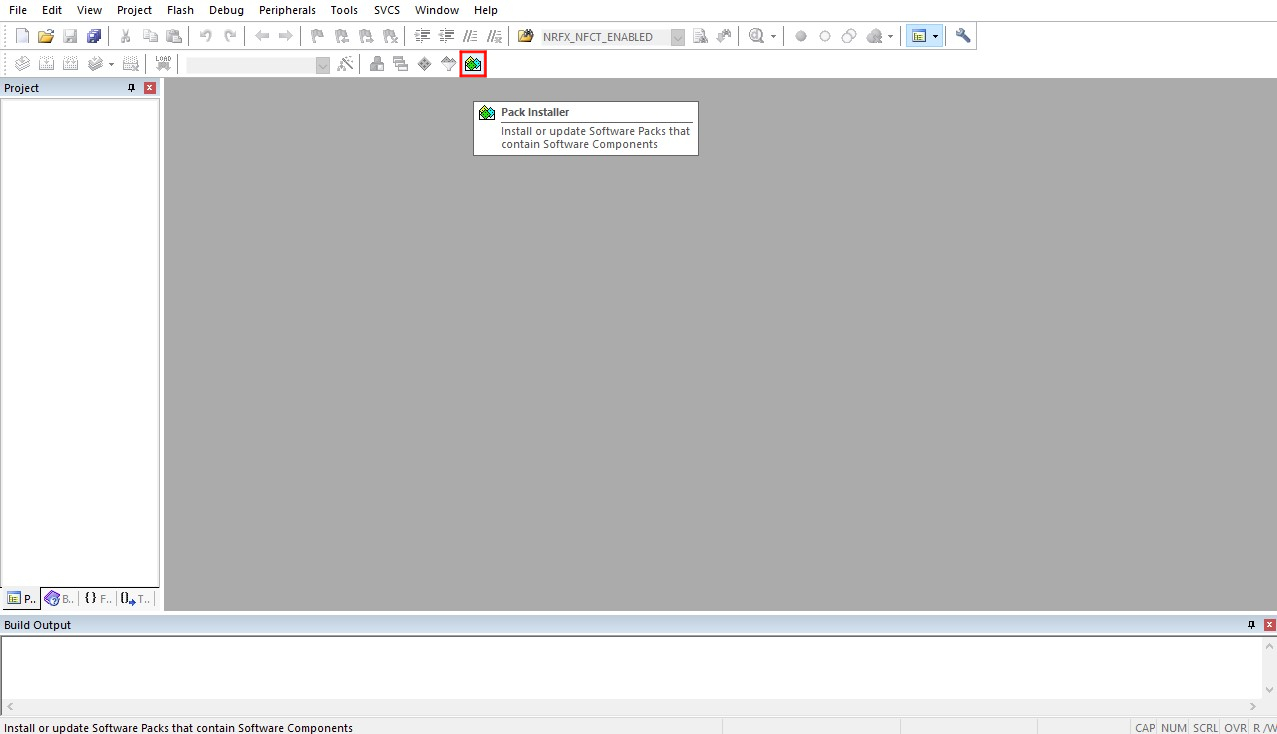 File Edit View Project Flash Debug Peripherals Tools SVCS Window Help
NRFX_NFCT_ENABLED
LOAD
Project
Pack Installer
Install or update Software Packs that
contain Software Components
P.. B.. {} F.. {} T..
Build Output
Install or update Software Packs that contain Software Components
CAP NUM SCRL OVR R /W